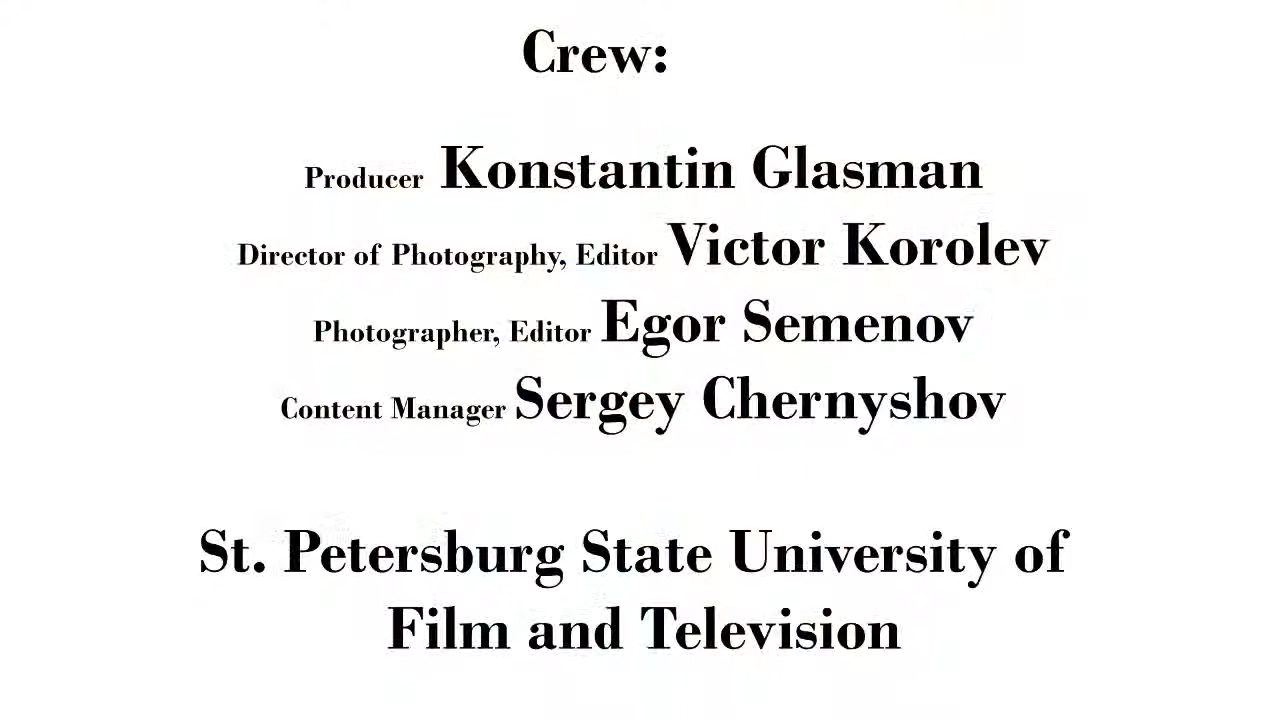 Crew:
Producer Konstantin Glasman
Director of Photography, Editor Victor Korolev
Photographer, Editor Egor Semenov
Content Manager Sergey Chernyshov
St. Petersburg State University of
Film and Television